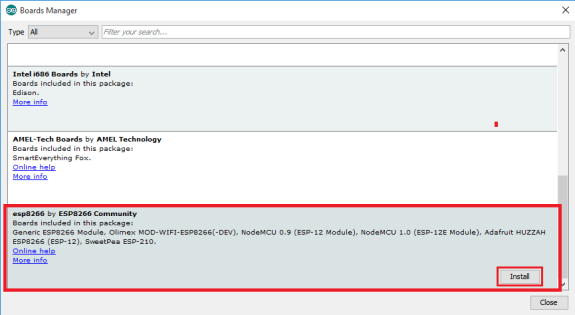 Boards Manager
Type All Filter your search...
Intel i686 Boards by Intel
Boards included in this package:
Edison.
More info
AMEL-Tech Boards by AMEL Technology
Boards included in this package:
SmartEverything Fox.
Online help
More info
esp8266 by ESP8266 Community
Boards included in this package:
Generic ESP8266 Module, Olimex MOD-WIFI-ESP8266(-DEV), NodeMCU 0.9 (ESP-12 Module), NodeMCU 1.0 (ESP-12E Module), Adafruit HUZZAH
ESP8266 (ESP-12), SweetPea ESP-210.
Online help
More info
Install
Close